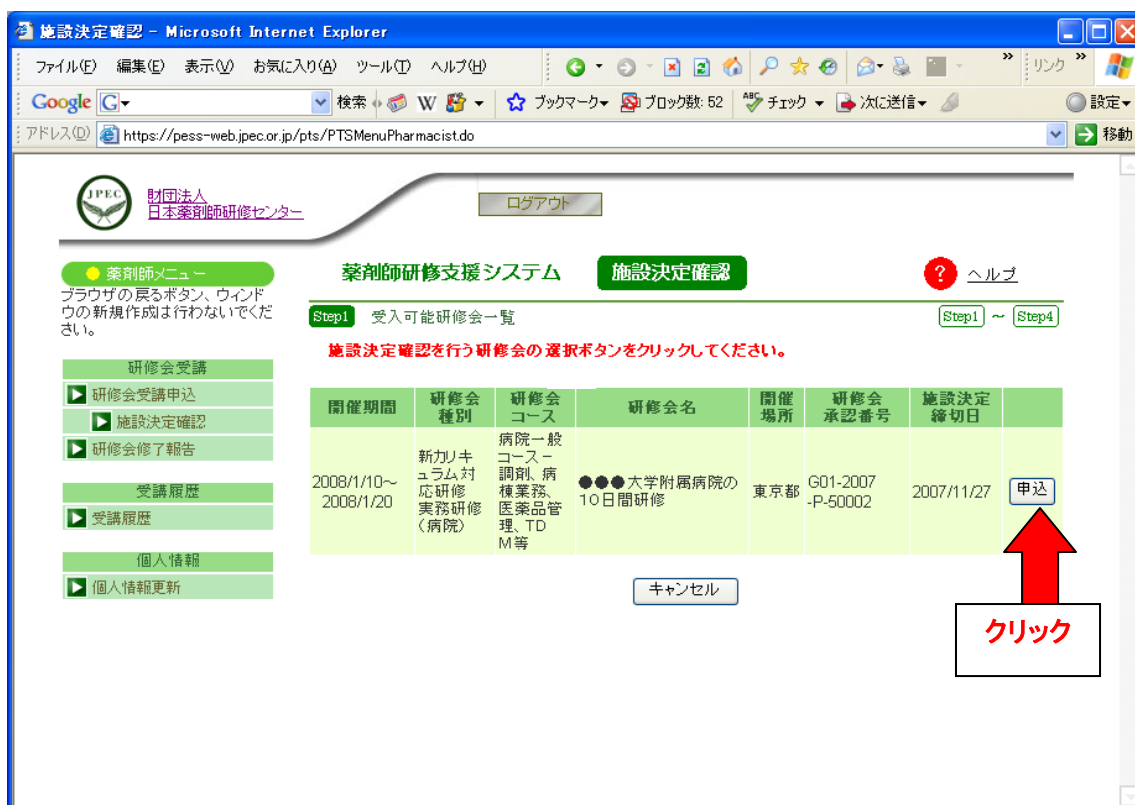 施設決定確認 - Microsoft Internet Explorer
ファイル(F) 編集(E) 表示(V) お気に入り(A) ツール(T) ヘルプ(H) » リンク »
Google G 検索 W ブックマーク ブロック数: 52 ABC チェック 次に送信 設定
アドレス(D) https://pess-web.jpec.or.jp/pts/PTSMenuPharmacist.do 移動
JPEC
財団法人
日本薬剤師研修センター
ログアウト
薬剤師メニュー
ブラウザの戻るボタン、ウィンド
ウの新規作成は行わないでくだ
さい。
研修会受講
研修会受講申込
施設決定確認
研修会修了報告
受講履歴
受講履歴
個人情報
個人情報更新
薬剤師研修支援システム 施設決定確認 ? ヘルプ
Step1 受入可能研修会一覧 Step1 ～ Step4
施設決定確認を行う研修会の選択ボタンをクリックしてください。
開催期間
研修会
種別
研修会
コース
研修会名
開催
場所
研修会
承認番号
施設決定
締切日
2008/1/10～
2008/1/20
新カリキ
ュラム対
応研修
実務研修
（病院）
病院一般
コース－
調剤、病
棟業務、
医薬品管
理、TD
M等
●●●大学附属病院の
10日間研修
東京都
G01-2007
-P-50002
2007/11/27
申込
キャンセル
クリック